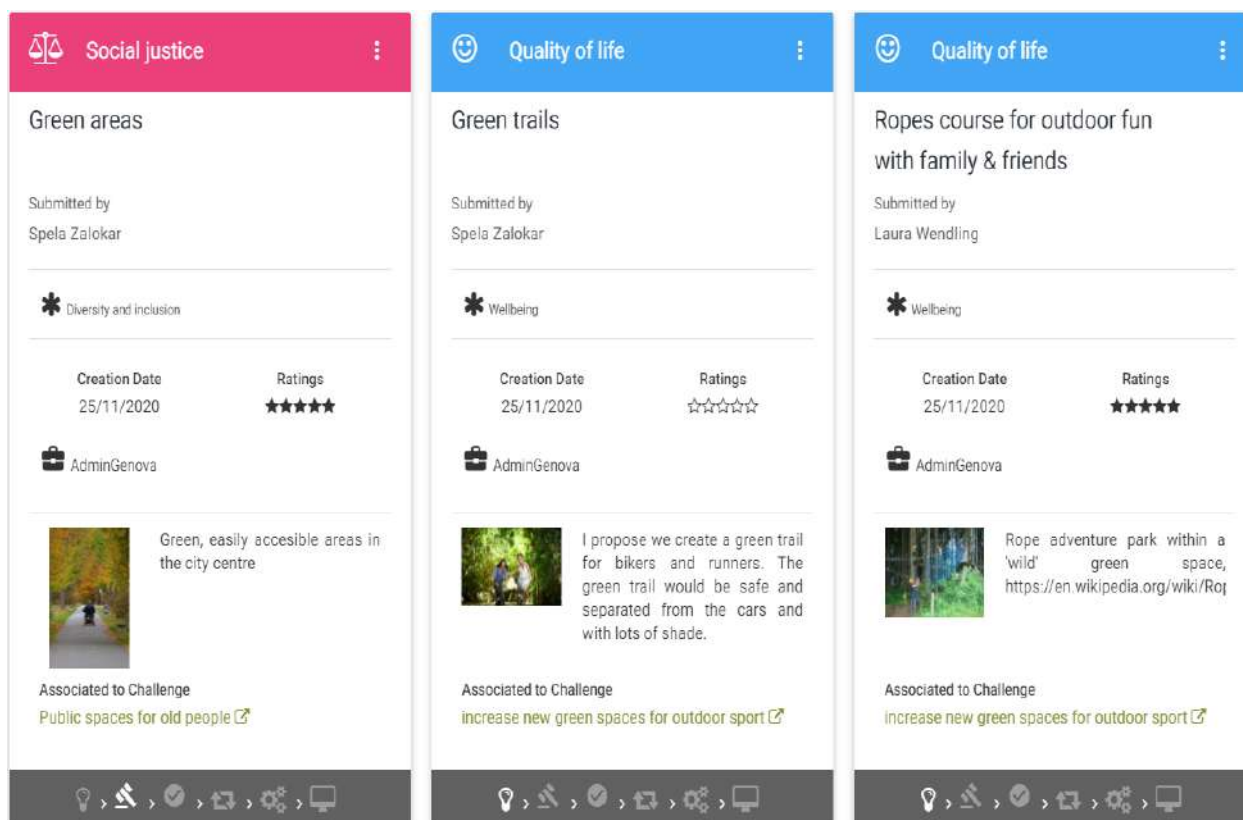 Social justice
Green areas
Submitted by
Spela Zalokar
Diversity and inclusion
Creation Date Ratings
25/11/2020
AdminGenova
Green, easily accesible areas in
the city centre
Associated to Challenge
Public spaces for old people
Quality of life
Green trails
Submitted by
Spela Zalokar
Wellbeing
Creation Date Ratings
25/11/2020
AdminGenova
I propose we create a green trail
for bikers and runners. The
green trail would be safe and
separated from the cars and
with lots of shade.
Associated to Challenge
increase new green spaces for outdoor sport
Quality of life
Ropes course for outdoor fun
with family & friends
Submitted by
Laura Wendling
Wellbeing
Creation Date Ratings
25/11/2020
AdminGenova
Rope adventure park within a
'wild' green space,
https://en.wikipedia.org/wiki/Rop
Associated to Challenge
increase new green spaces for outdoor sport